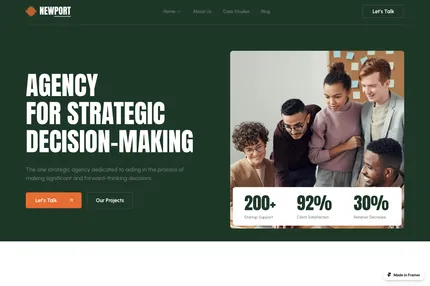 NEWPORT
Home
About Us
Case Studies
Blog
Let's Talk
AGENCY
FOR STRATEGIC
DECISION-MAKING
The one strategic agency dedicated to aiding in the process of
making significant and forward-thinking decisions.
Let's Talk
Our Projects
200+
92%
30%
Startup Support
Client Satisfaction
Retainer Decrease
Made in Framer